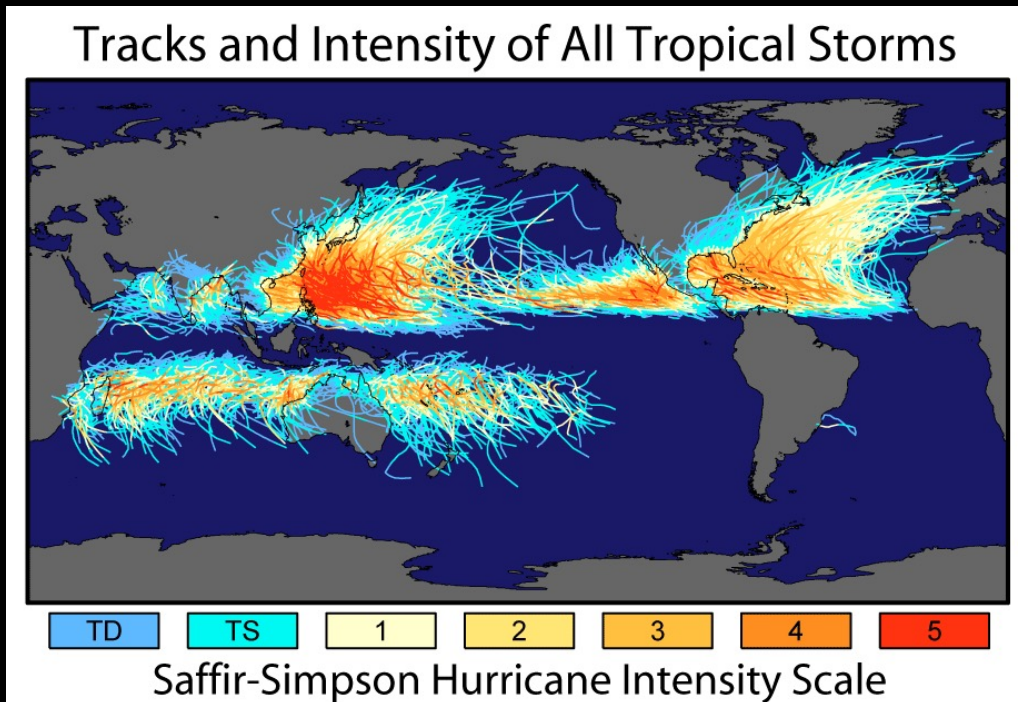 Tracks and Intensity of All Tropical Storms
TD TS 1 2 3 4 5
Saffir-Simpson Hurricane Intensity Scale